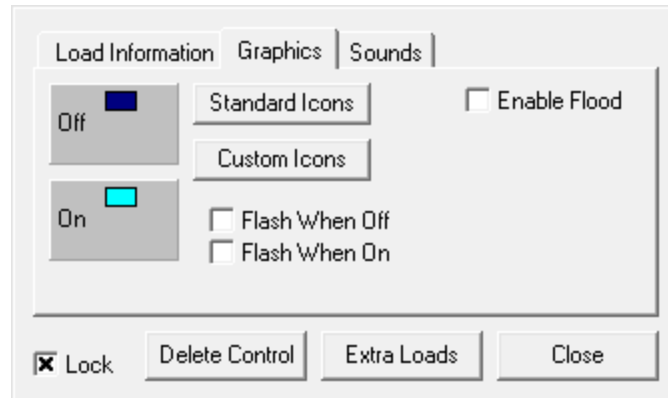 Load Information Graphics Sounds
Off Standard Icons Enable Flood
Custom Icons
On Flash When Off
Flash When On
Lock Delete Control Extra Loads Close